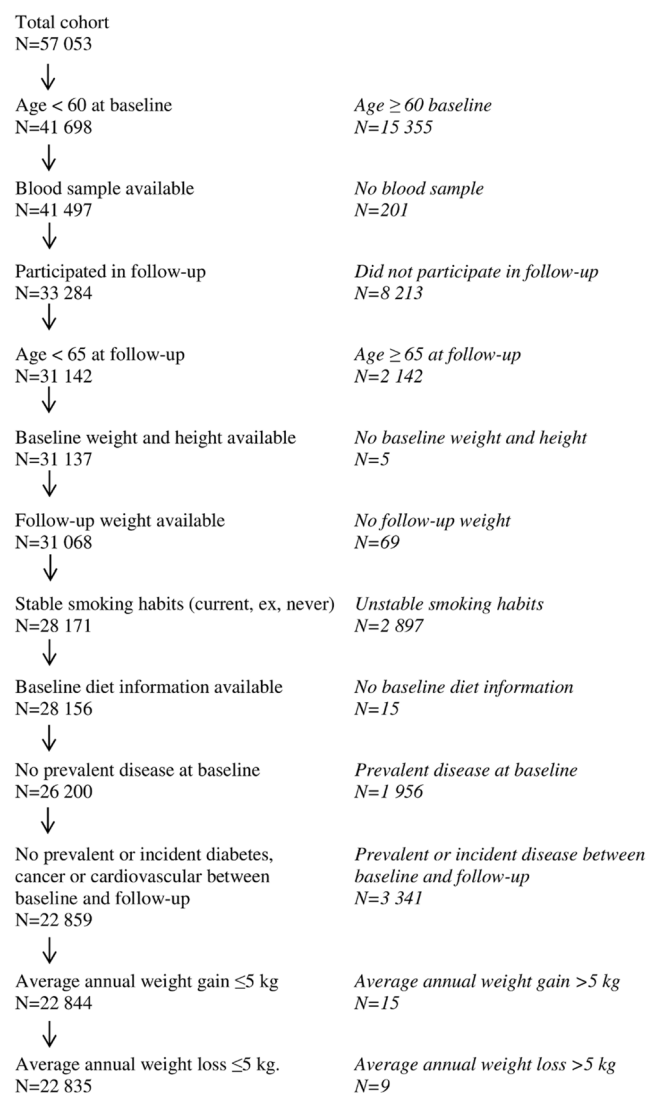 Total cohort
N=57 053
Age < 60 at baseline
N=41 698
Age ≥ 60 baseline
N=15 355
Blood sample available
N=41 497
No blood sample
N=201
Participated in follow-up
N=33 284
Did not participate in follow-up
N=8 213
Age < 65 at follow-up
N=31 142
Age ≥ 65 at follow-up
N=2 142
Baseline weight and height available
N=31 137
No baseline weight and height
N=5
Follow-up weight available
N=31 068
No follow-up weight
N=69
Stable smoking habits (current, ex, never)
N=28 171
Unstable smoking habits
N=2 897
Baseline diet information available
N=28 156
No baseline diet information
N=15
No prevalent disease at baseline
N=26 200
Prevalent disease at baseline
N=1 956
No prevalent or incident diabetes,
cancer or cardiovascular between
baseline and follow-up
N=22 859
Prevalent or incident disease between
baseline and follow-up
N=3 341
Average annual weight gain ≤5 kg
N=22 844
Average annual weight gain >5 kg
N=15
Average annual weight loss ≤5 kg.
N=22 835
Average annual weight loss >5 kg
N=9